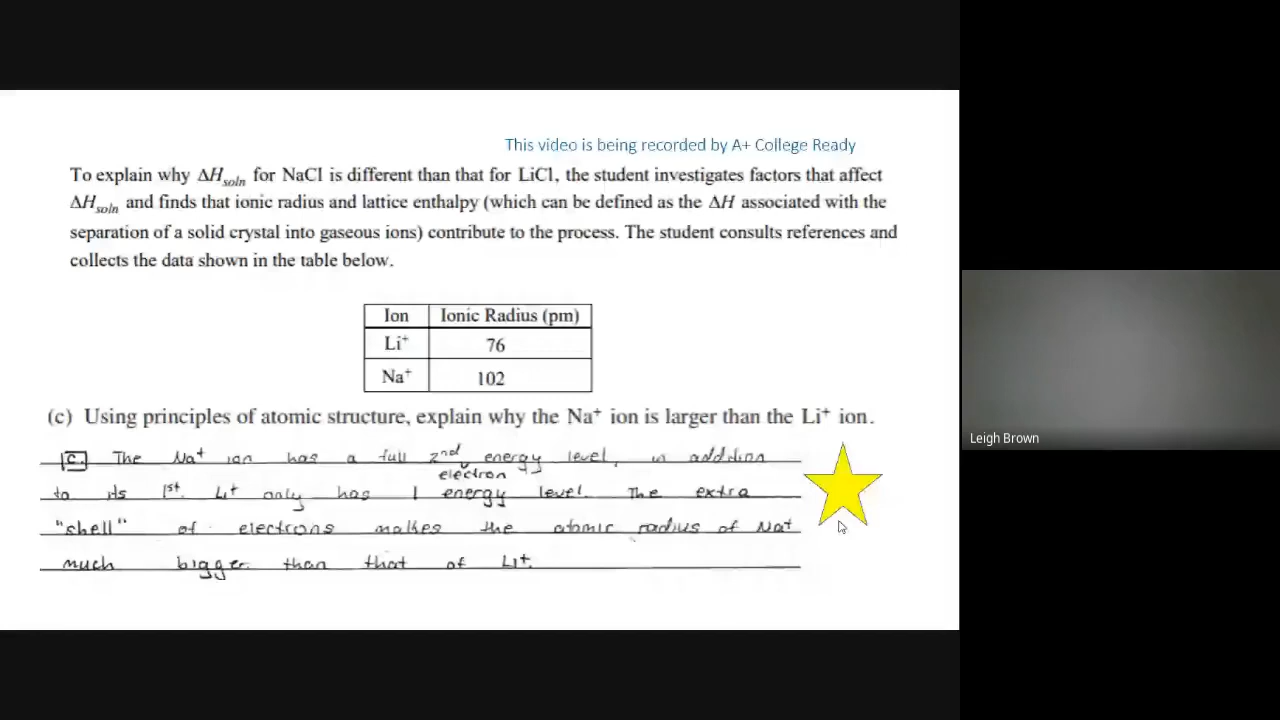 This video is being recorded by A+ College Ready
To explain why ΔHsoln for NaCl is different than that for LiCl, the student investigates factors that affect
ΔHsoln and finds that ionic radius and lattice enthalpy (which can be defined as the ΔH associated with the
separation of a solid crystal into gaseous ions) contribute to the process. The student consults references and
collects the data shown in the table below.
Ion Ionic Radius (pm)
Li⁺ 76
Na⁺ 102
(c) Using principles of atomic structure, explain why the Na⁺ ion is larger than the Li⁺ ion.
C. The Na⁺ ion has a full 2nd electron energy level, in addition
to its 1st. Li⁺ only has 1 energy level. The extra
"shell" of electrons makes the atomic radius of Na⁺
much bigger than that of Li⁺.
Leigh Brown